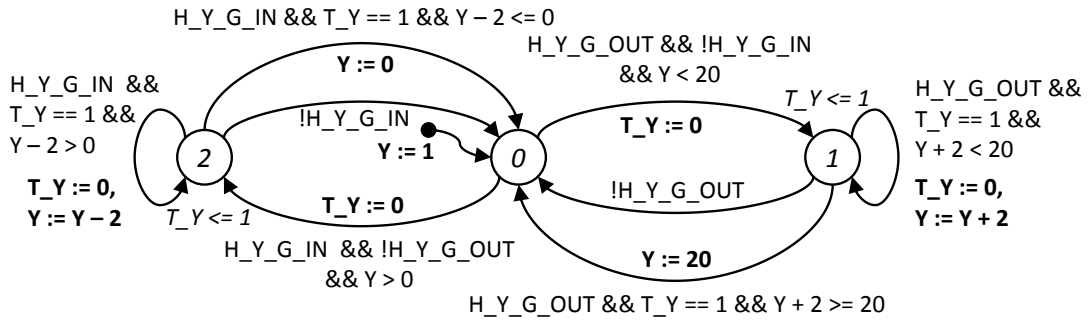 H_Y_G_IN && T_Y == 1 && Y – 2 <= 0
Y := 0
H_Y_G_OUT && !H_Y_G_IN
&& Y < 20
H_Y_G_IN &&
T_Y == 1 &&
Y – 2 > 0
T_Y := 0,
Y := Y – 2
2
T_Y <= 1
!H_Y_G_IN
Y := 1
0
T_Y := 0
H_Y_G_IN && !H_Y_G_OUT
&& Y > 0
T_Y := 0
T_Y <= 1
1
!H_Y_G_OUT
Y := 20
H_Y_G_OUT && T_Y == 1 && Y + 2 >= 20
H_Y_G_OUT &&
T_Y == 1 &&
Y + 2 < 20
T_Y := 0,
Y := Y + 2